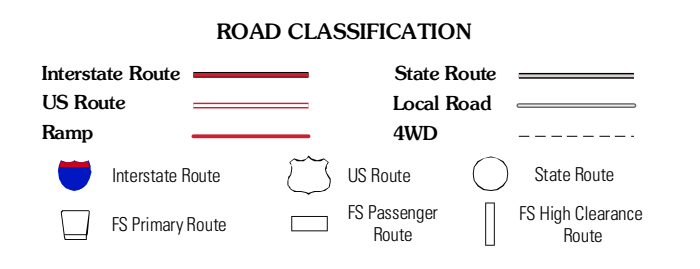 ROAD CLASSIFICATION
Interstate Route
State Route
US Route
Local Road
Ramp
4WD
Interstate Route
US Route
State Route
FS Primary Route
FS Passenger
Route
FS High Clearance
Route